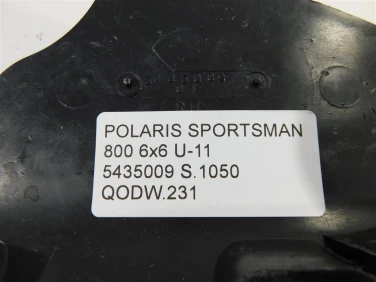 POLARIS SPORTSMAN
800 6x6 U-11
5435009 S.1050
QODW.231